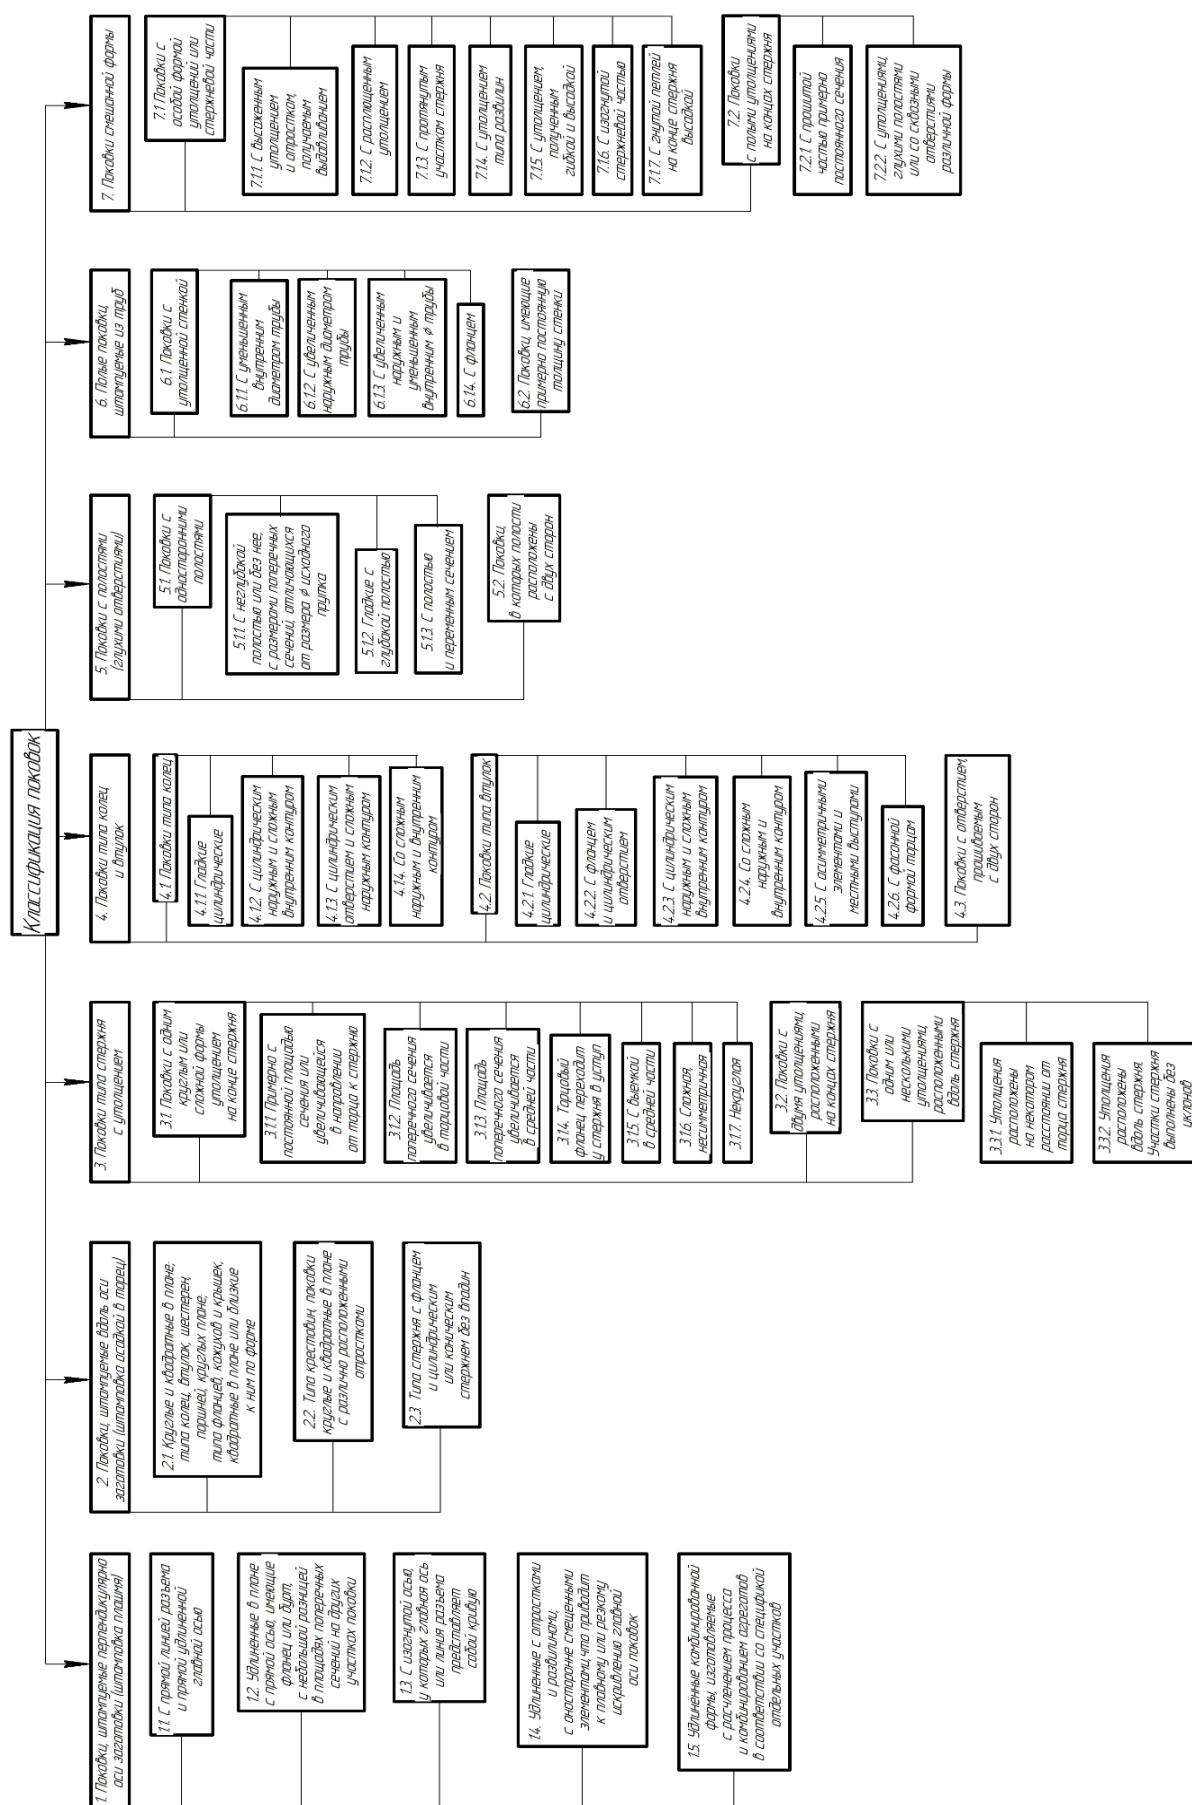 Классификация поковок
1. Поковки, штампуемые перпендикулярно
оси заготовки (штамповка плашмя)
1.1. С прямой линией разъема
и прямой удлиненной
главной осью
1.2. Удлиненные в плане
с прямой осью, имеющие
фланец или бурт,
с небольшой разницей
в площадях поперечных
сечений на других
участках поковки
1.3. С изогнутой осью,
у которых главная ось
или линия разъема
представляет
собой кривую
1.4. Удлиненные с отростками
и развилиной;
с оносторонне смещенными
элементами,что приводит
к плавному или резкому
искривлению главной
оси поковок
1.5. Удлиненные комбинированной
формы, изготовляемые
с расчленением процесса
и комбинированием агрегатов
в соответствии со спецификой
отдельных участков
2. Поковки, штампуемые вдоль оси
заготовки (штамповка осадкой в торец)
2.1. Круглые и квадратные в плане;
типа колец, втулок, шестерен,
поршней, круглых плане;
типа фланцев, кожухов и крышек,
квадратные в плане или близкие
к ним по форме
2.2. Типа крестовин, поковки
круглые и квадратные в плане
с различно расположенными
отростками
2.3. Типа стержня с фланцем
и цилиндрическим
или коническим
стержнем без впадин
3. Поковки типа стержня
с утолщением
3.1. Поковки с одним
круглым или
сложной формы
утолщением
на конце стержня
3.1.1. Примерно с
постоянной площадью
сечения или
увеличивающейся
в направлении
от торца к стержню
3.1.2. Площадь
поперечного сечения
увеличивается
в торцовой части
3.1.3. Площадь
поперечного сечения
увеличивается
в средней части
3.1.4. Торцовый
фланец переходит
у стержня в уступ
3.1.5. С выемкой
в средней части
3.1.6. Сложная,
несимметричная
3.1.7. Некруглая
3.2. Поковки с
двумя утолщениями,
расположенными
на концах стержня
3.3. Поковки с
одним или
несколькими
утолщениями,
расположенными
вдоль стержня
3.3.1. Утолщения
расположены
на некотором
расстоянии от
торца стержня
3.3.2. Утолщения
расположены
вдоль стержня.
Участки стержня
выполнены без
уклонов
4. Поковки типа колец
и втулок
4.1. Поковки типа колец
4.1.1. Гладкие
цилиндрические
4.1.2. С цилиндрическим
наружным и сложным
внутренним контуром
4.1.3. С цилиндрическим
отверстием и сложным
наружным контуром
4.1.4. Со сложным
наружным и внутренним
контуром
4.2. Поковки типа втулок
4.2.1. Гладкие
цилиндрические
4.2.2. С фланцем
и цилиндрическим
отверстием
4.2.3. С цилиндрическим
наружным и сложным
внутренним контуром
4.2.4. Со сложным
наружным и
внутренним контуром
4.2.5. С асимметричными
элементами и
местными выступами
4.2.6. С фасонной
формой торцам
4.3. Поковки с отверстием,
прошиваемым
с двух сторон
5. Поковки с полостями
(глухими отверстиями)
5.1. Поковки с
односторонними
полостями
5.1.1. С неглубокой
полостью или без нее,
с размерами поперечных
сечений, отличающихся
от размера φ исходного
прутка
5.1.2. Гладкие с
глубокой полостью
5.1.3. С полостью
и переменным сечением
5.2. Поковки,
в которых полости
расположены
с двух сторон
6. Полые поковки,
штампуемые из труб
6.1. Поковки с
утолщенной стенкой
6.1.1. С уменьшенным
внутренним
диаметром трубы
6.1.2. С увеличенным
наружным диаметром
трубы
6.1.3. С увеличенным
наружным и
уменьшенным
внутренним φ трубы
6.1.4. С фланцем
6.2. Поковки, имеющие
примерно постоянную
толщину стенки
7. Поковки смешанной формы
7.1. Поковки с
особой формой
утолщений или
стержневой части
7.1.1. С высаженным
утолщением
и отростком,
получаемым
выдавливанием
7.1.2. С расплющенным
утолщением
7.1.3. С протянутым
участком стержня
7.1.4. С утолщением
типа развилин
7.1.5. С утолщением,
полученным
гибкой и высадкой
7.1.6. С изогнутой
стержневой частью
7.1.7. С гнутой петлей
на конце стержня
высадкой
7.2. Поковки
с полыми утолщениями
на концах стержня
7.2.1. С прошитой
частью примерно
постоянного сечения
7.2.2. С утолщениями,
глухими полостями
или со сквозными
отверстиями
различной формы